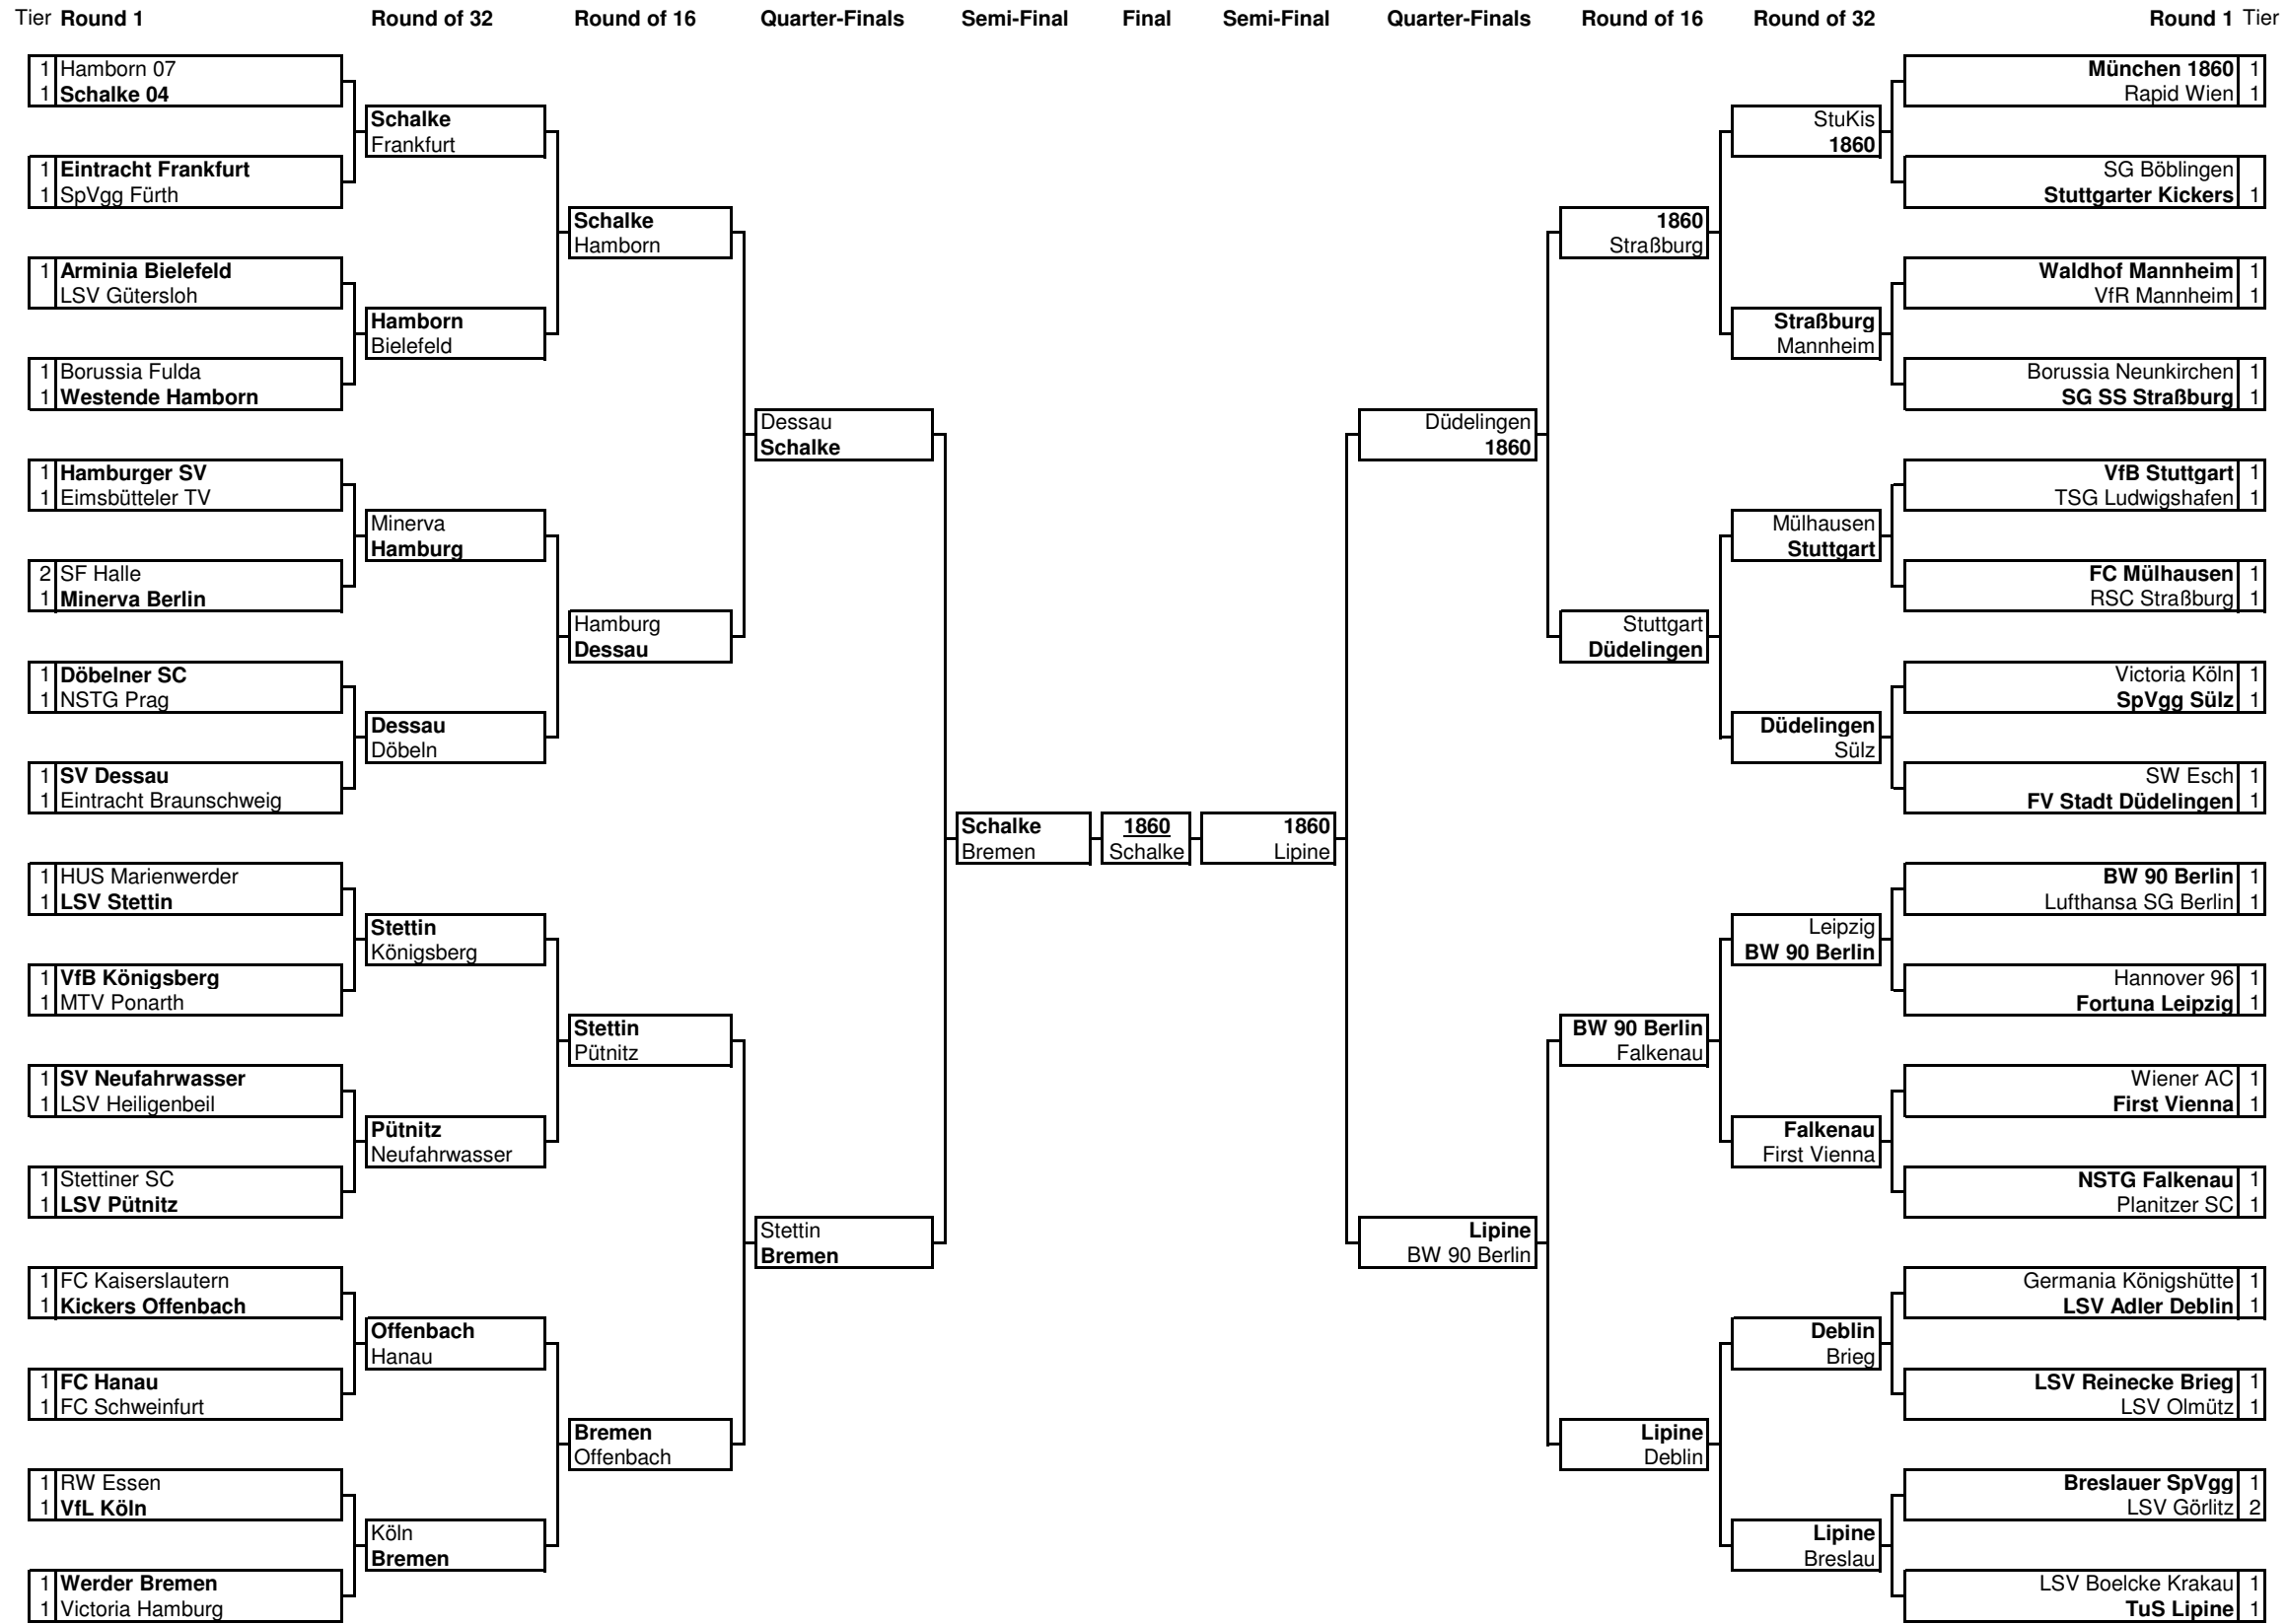 Tier Round 1 Round of 32 Round of 16 Quarter-Finals Semi-Final Final Semi-Final Quarter-Finals Round of 16 Round of 32 Round 1 Tier
1 Hamborn 07
1 Schalke 04
1 Eintracht Frankfurt
1 SpVgg Fürth
1 Arminia Bielefeld
LSV Gütersloh
1 Borussia Fulda
1 Westende Hamborn
1 Hamburger SV
1 Eimsbütteler TV
2 SF Halle
1 Minerva Berlin
1 Döbelner SC
1 NSTG Prag
1 SV Dessau
1 Eintracht Braunschweig
1 HUS Marienwerder
1 LSV Stettin
1 VfB Königsberg
1 MTV Ponarth
1 SV Neufahrwasser
1 LSV Heiligenbeil
1 Stettiner SC
1 LSV Pütnitz
1 FC Kaiserslautern
1 Kickers Offenbach
1 FC Hanau
1 FC Schweinfurt
1 RW Essen
1 VfL Köln
1 Werder Bremen
1 Victoria Hamburg
Schalke
Frankfurt
Hamborn
Bielefeld
Minerva
Hamburg
Dessau
Döbeln
Stettin
Königsberg
Pütnitz
Neufahrwasser
Offenbach
Hanau
Köln
Bremen
Schalke
Hamborn
Hamburg
Dessau
Stettin
Pütnitz
Bremen
Offenbach
Dessau
Schalke
Stettin
Bremen
Schalke
Bremen
1860
Schalke
1860
Lipine
Düdelingen
1860
Lipine
BW 90 Berlin
1860
Straßburg
Stuttgart
Düdelingen
BW 90 Berlin
Falkenau
Lipine
Deblin
StuKis
1860
Straßburg
Mannheim
Mülhausen
Stuttgart
Düdelingen
Sülz
Leipzig
BW 90 Berlin
Falkenau
First Vienna
Deblin
Brieg
Lipine
Breslau
München 1860 1
Rapid Wien 1
SG Böblingen
Stuttgarter Kickers 1
Waldhof Mannheim 1
VfR Mannheim 1
Borussia Neunkirchen 1
SG SS Straßburg 1
VfB Stuttgart 1
TSG Ludwigshafen 1
FC Mülhausen 1
RSC Straßburg 1
Victoria Köln 1
SpVgg Sülz 1
SW Esch 1
FV Stadt Düdelingen 1
BW 90 Berlin 1
Lufthansa SG Berlin 1
Hannover 96 1
Fortuna Leipzig 1
Wiener AC 1
First Vienna 1
NSTG Falkenau 1
Planitzer SC 1
Germania Königshütte 1
LSV Adler Deblin 1
LSV Reinecke Brieg 1
LSV Olmütz 1
Breslauer SpVgg 1
LSV Görlitz 2
LSV Boelcke Krakau 1
TuS Lipine 1